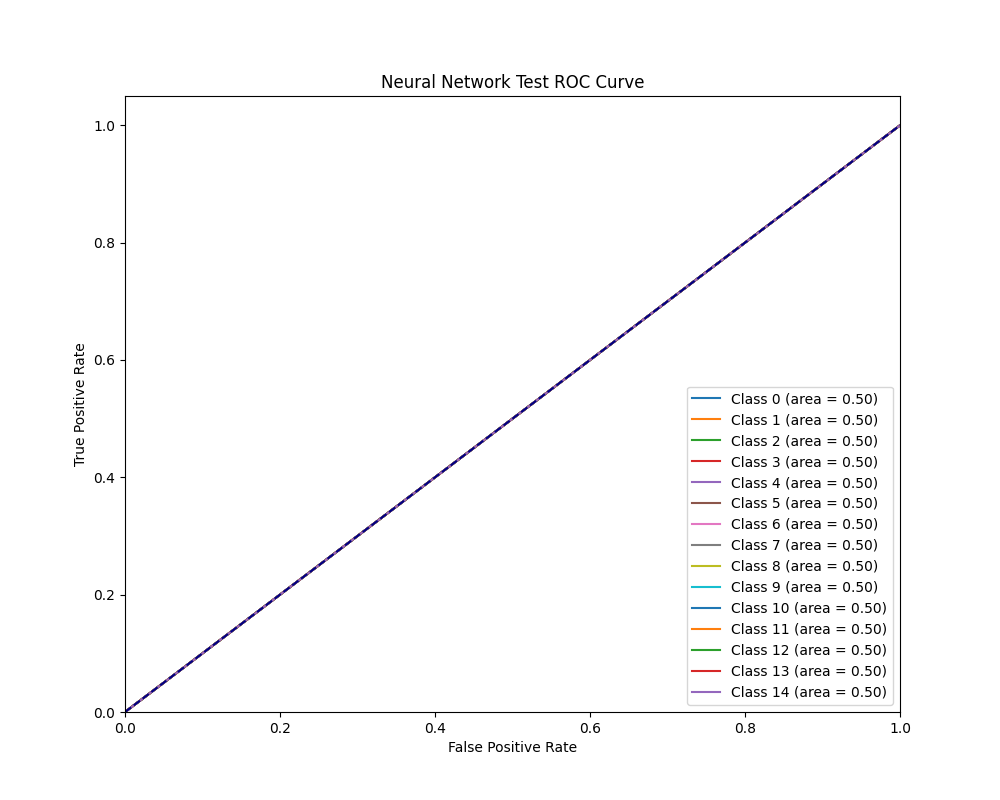 Neural Network Test ROC Curve
True Positive Rate
1.0
0.8
0.6
0.4
0.2
0.0
Class 0 (area = 0.50)
Class 1 (area = 0.50)
Class 2 (area = 0.50)
Class 3 (area = 0.50)
Class 4 (area = 0.50)
Class 5 (area = 0.50)
Class 6 (area = 0.50)
Class 7 (area = 0.50)
Class 8 (area = 0.50)
Class 9 (area = 0.50)
Class 10 (area = 0.50)
Class 11 (area = 0.50)
Class 12 (area = 0.50)
Class 13 (area = 0.50)
Class 14 (area = 0.50)
0.0 0.2 0.4 0.6 0.8 1.0
False Positive Rate